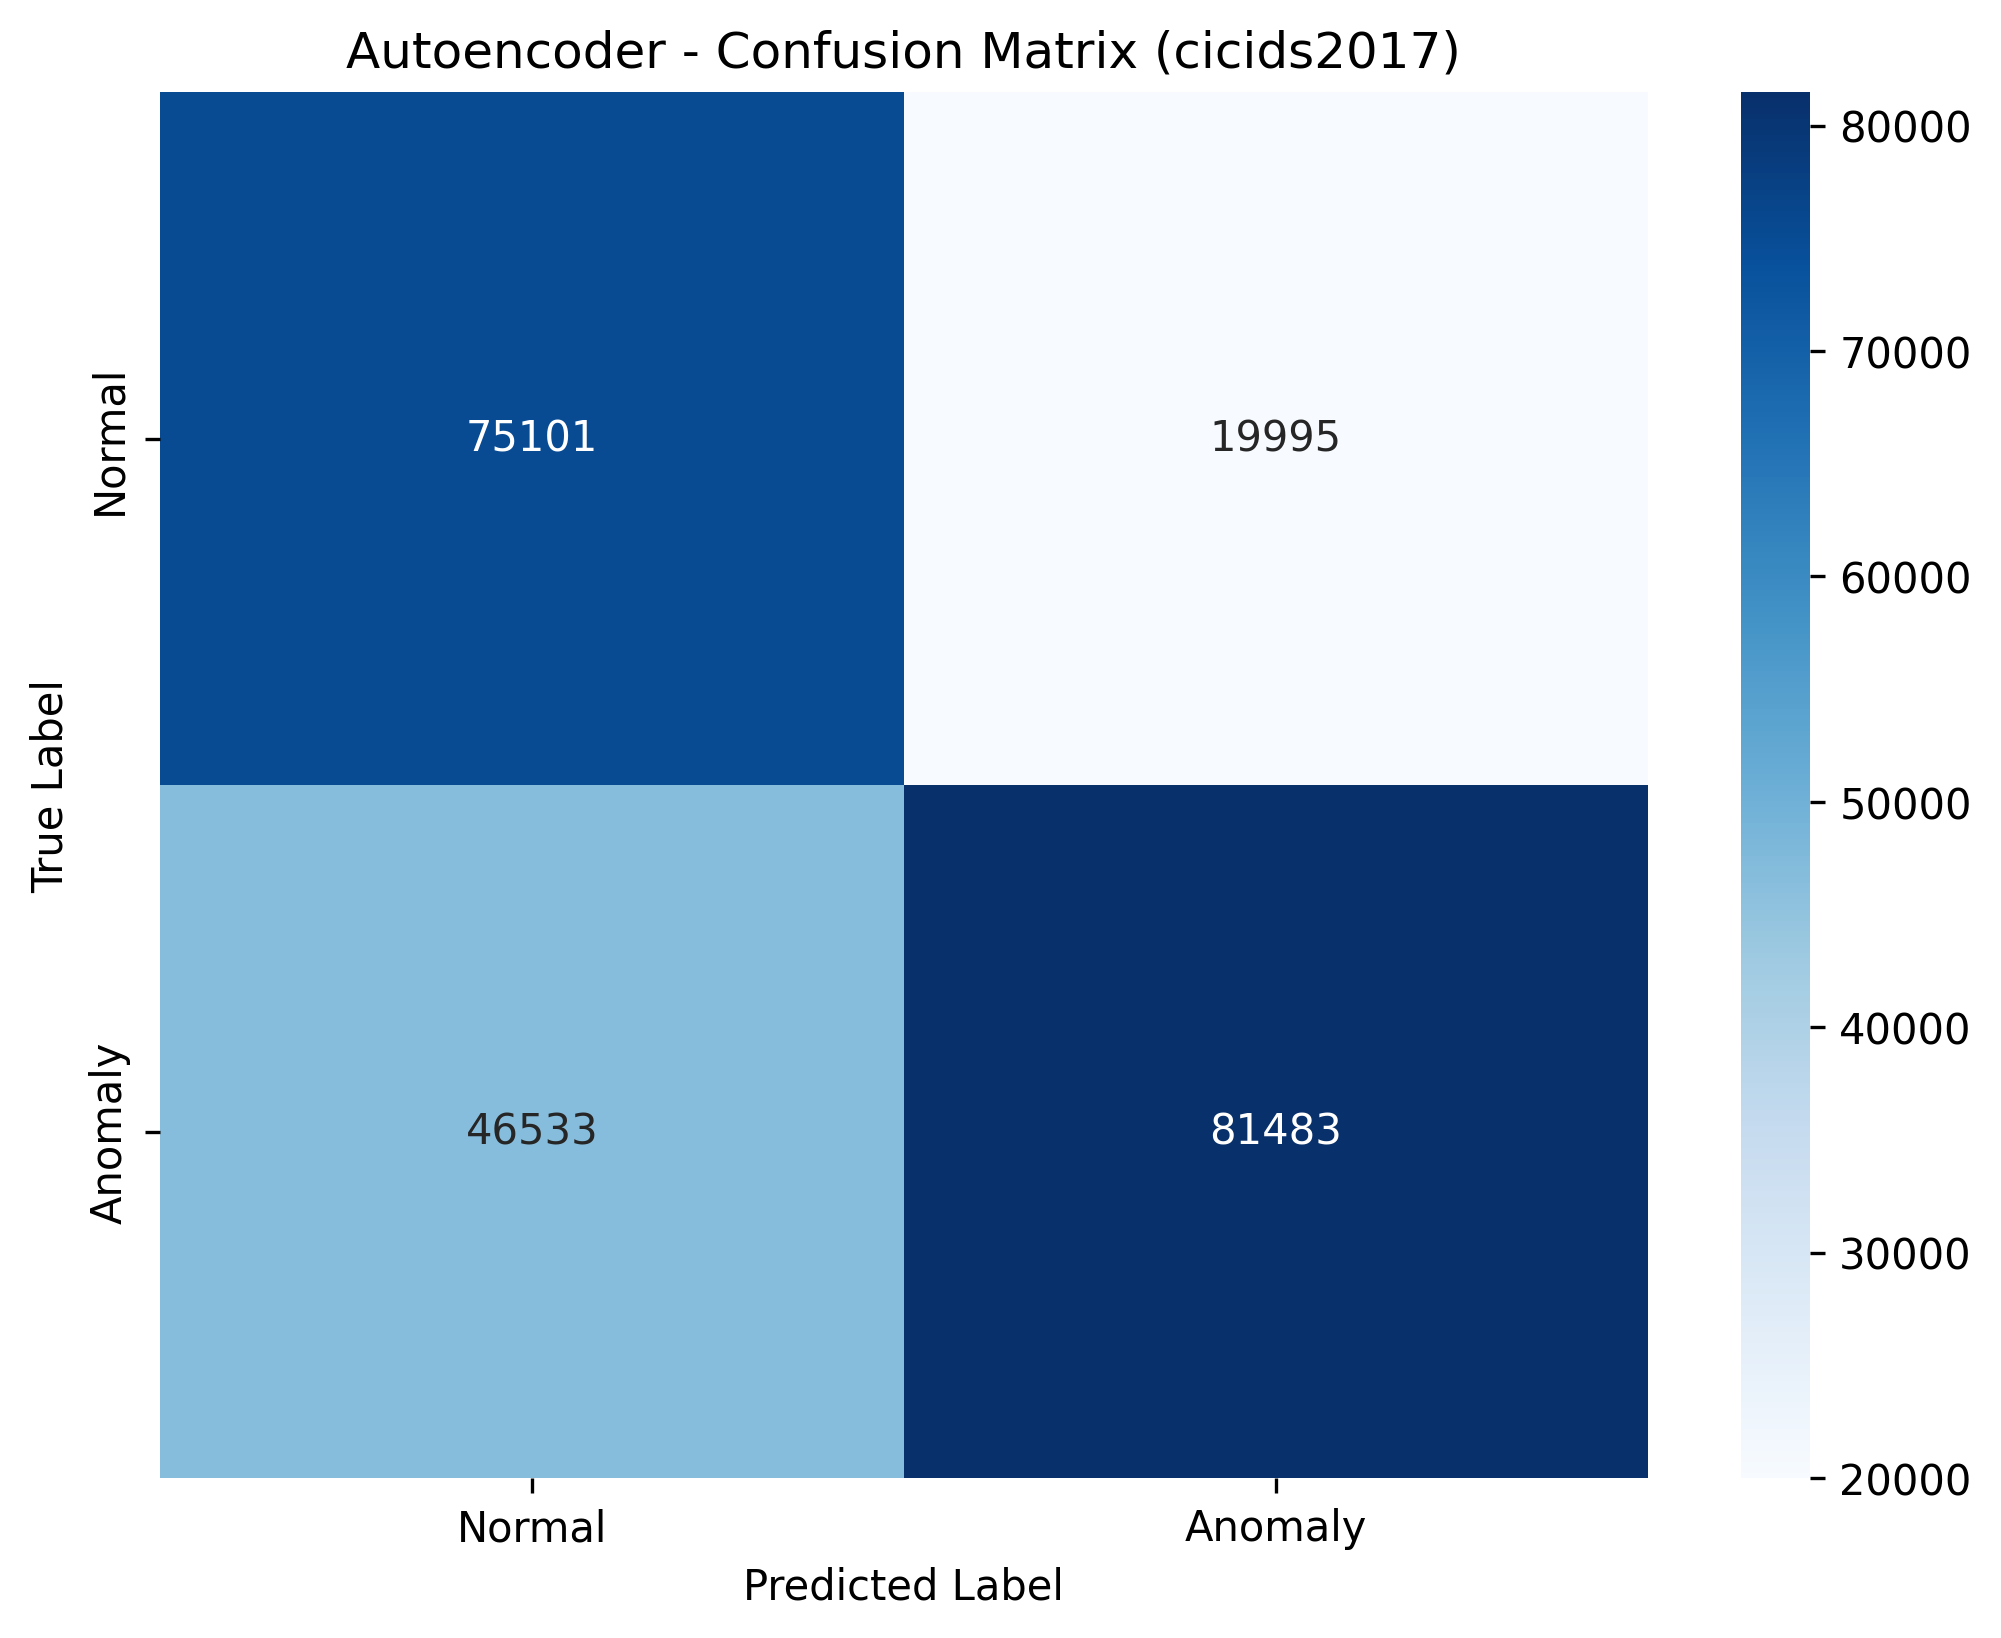 Autoencoder - Confusion Matrix (cicids2017)
True Label
Normal
75101
19995
Anomaly
46533
81483
Normal
Anomaly
Predicted Label
80000
70000
60000
50000
40000
30000
20000